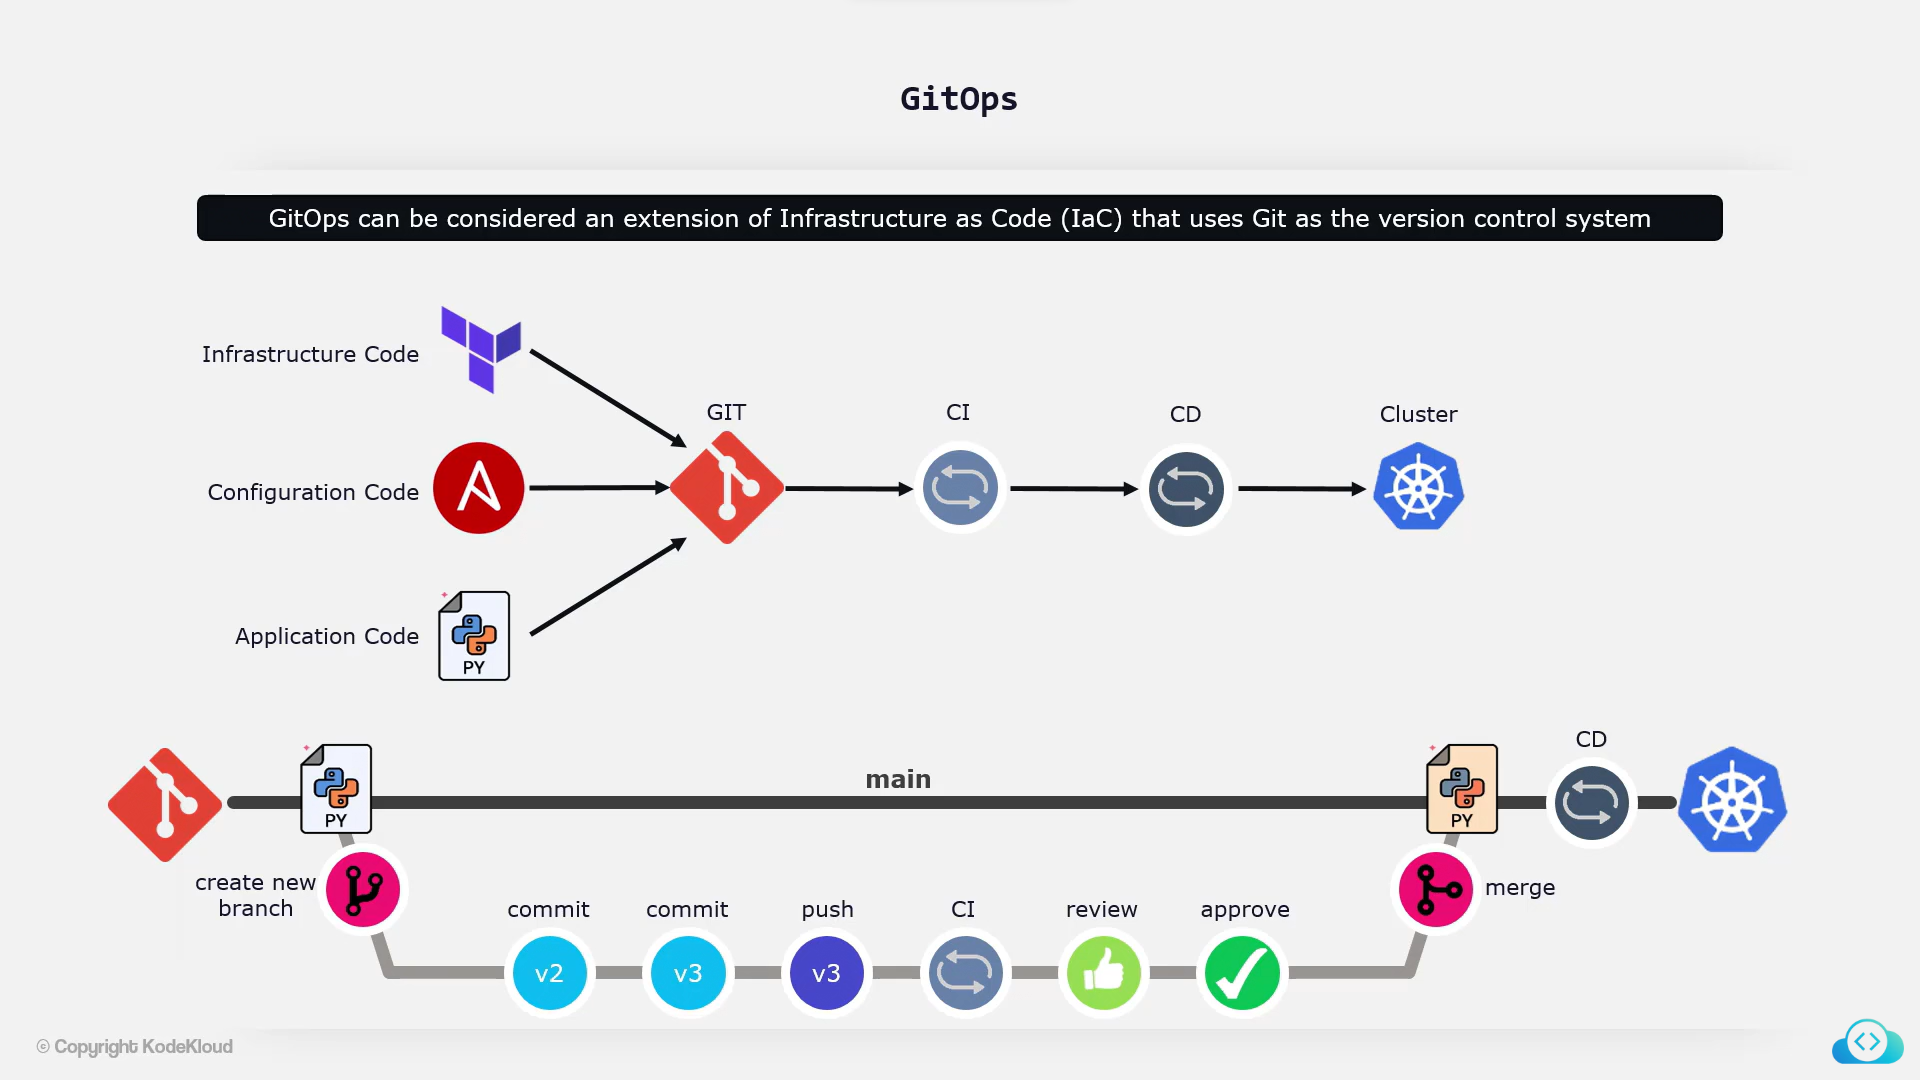 GitOps
GitOps can be considered an extension of Infrastructure as Code (IaC) that uses Git as the version control system
Infrastructure Code
GIT
CI
CD
Cluster
Configuration Code
Application Code
PY
CD
main
PY
PY
create new
branch
merge
commit
commit
push
CI
review
approve
v2
v3
v3
© Copyright KodeKloud